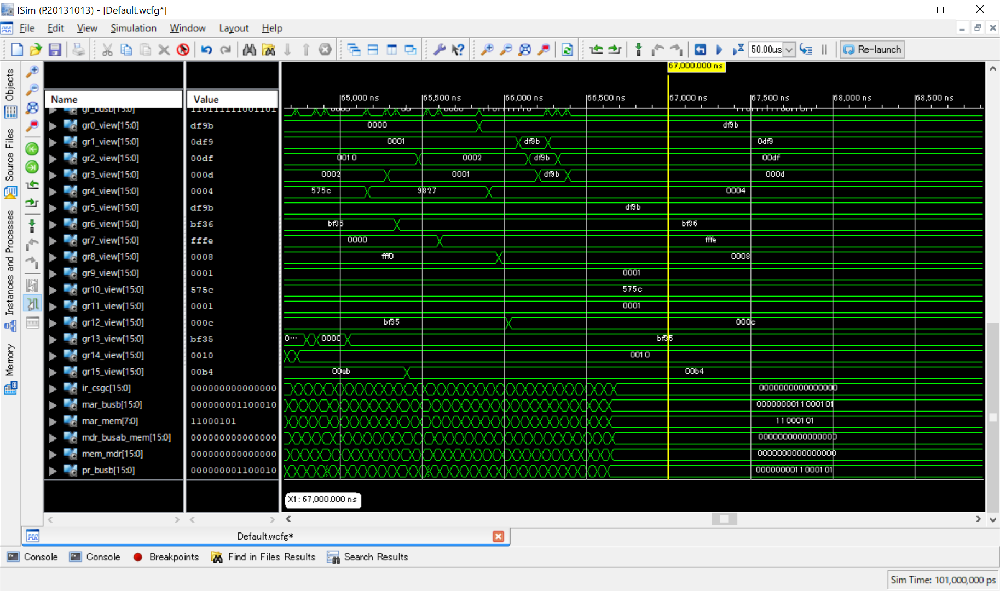 ISim (P.20131013) - [Default.wcfg*]
File Edit View Simulation Window Layout Help
50.00us Re-launch
67,000.000 ns
Objects
Source Files
Instances and Processes
Memory
Name Value
65,000 ns 65,500 ns 66,000 ns 66,500 ns 67,000 ns 67,500 ns 68,000 ns 68,500 ns
gr_busb[15:0] 1101111110011011
gr0_view[15:0] df9b 0000 df9b
gr1_view[15:0] 0df9 0001 df9b 0df9
gr2_view[15:0] 00df 0010 0002 df9b 00df
gr3_view[15:0] 000d 0002 0001 df9b 000d
gr4_view[15:0] 0004 575c 9827 0004
gr5_view[15:0] df9b df9b
gr6_view[15:0] bf36 bf35 bf36
gr7_view[15:0] fffe 0000 fffe
gr8_view[15:0] 0008 fff0 0008
gr9_view[15:0] 0001 0001
gr10_view[15:0] 575c 575c
gr11_view[15:0] 0001 0001
gr12_view[15:0] 000c bf35 000c
gr13_view[15:0] bf35 0… 0000 bf35
gr14_view[15:0] 0010 0010
gr15_view[15:0] 00b4 00ab 00b4
ir_csgc[15:0] 000000000000000 0000000000000000
mar_busb[15:0] 000000001100010 0000000011000101
mar_mem[7:0] 11000101 11000101
mdr_busab_mem[15:0] 000000000000000 0000000000000000
mem_mdr[15:0] 000000000000000 0000000000000000
pr_busb[15:0] 000000001100010 0000000011000101
X1: 67,000.000 ns
Default.wcfg*
Console Console Breakpoints Find in Files Results Search Results
Sim Time: 101,000,000 ps